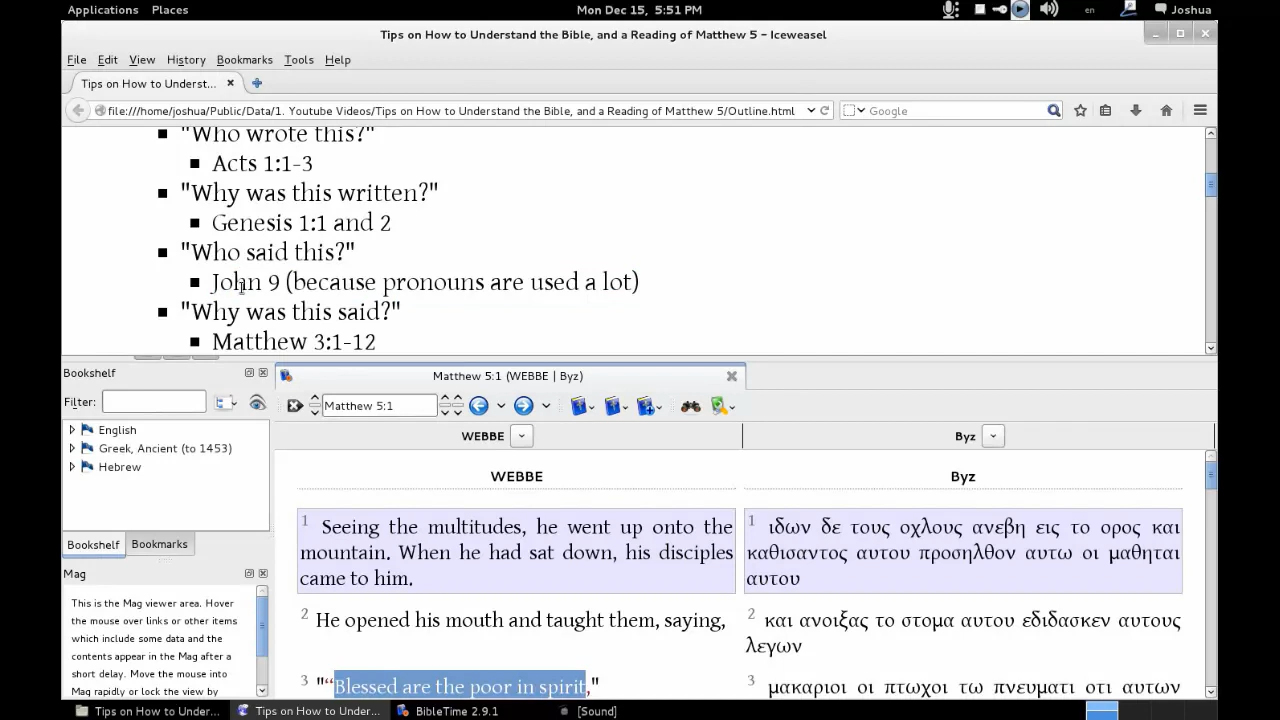 Applications Places Mon Dec 15, 5:51 PM en Joshua
Tips on How to Understand the Bible, and a Reading of Matthew 5 – Iceweasel
File Edit View History Bookmarks Tools Help
Tips on How to Underst...
file:///home/joshua/Public/Data/1. Youtube Videos/Tips on How to Understand the Bible, and a Reading of Matthew 5/Outline.html Google
"Who wrote this?"
Acts 1:1-3
"Why was this written?"
Genesis 1:1 and 2
"Who said this?"
John 9 (because pronouns are used a lot)
"Why was this said?"
Matthew 3:1-12
Bookshelf
Filter:
English
Greek, Ancient (to 1453)
Hebrew
Bookshelf Bookmarks
Mag
This is the Mag viewer area. Hover
the mouse over links or other items
which include some data and the
contents appear in the Mag after a
short delay. Move the mouse into
Mag rapidly or lock the view by
Matthew 5:1 (WEBBE | Byz)
Matthew 5:1
WEBBE Byz
WEBBE
1 Seeing the multitudes, he went up onto the
mountain. When he had sat down, his disciples
came to him.
2 He opened his mouth and taught them, saying,
3 "“Blessed are the poor in spirit,"
Byz
1 ιδων δε τους οχλους ανεβη εις το ορος και
καθισαντος αυτου προσηλθον αυτω οι μαθηται
αυτου
2 και ανοιξας το στομα αυτου εδιδασκεν αυτους
λεγων
3 μακαριοι οι πτωχοι τω πνευματι οτι αυτων
Tips on How to Under... Tips on How to Under... BibleTime 2.9.1 [Sound]